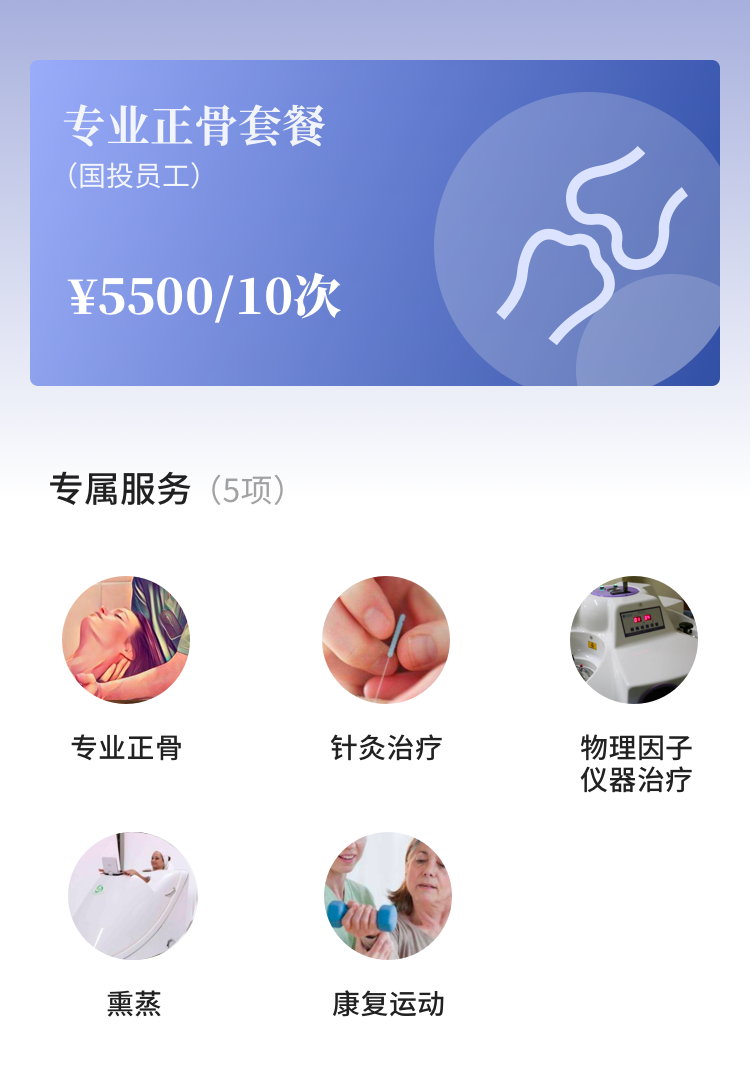 专业正骨套餐
（国投员工）
¥5500/10次
专属服务（5项）
专业正骨
针灸治疗
物理因子
仪器治疗
熏蒸
康复运动